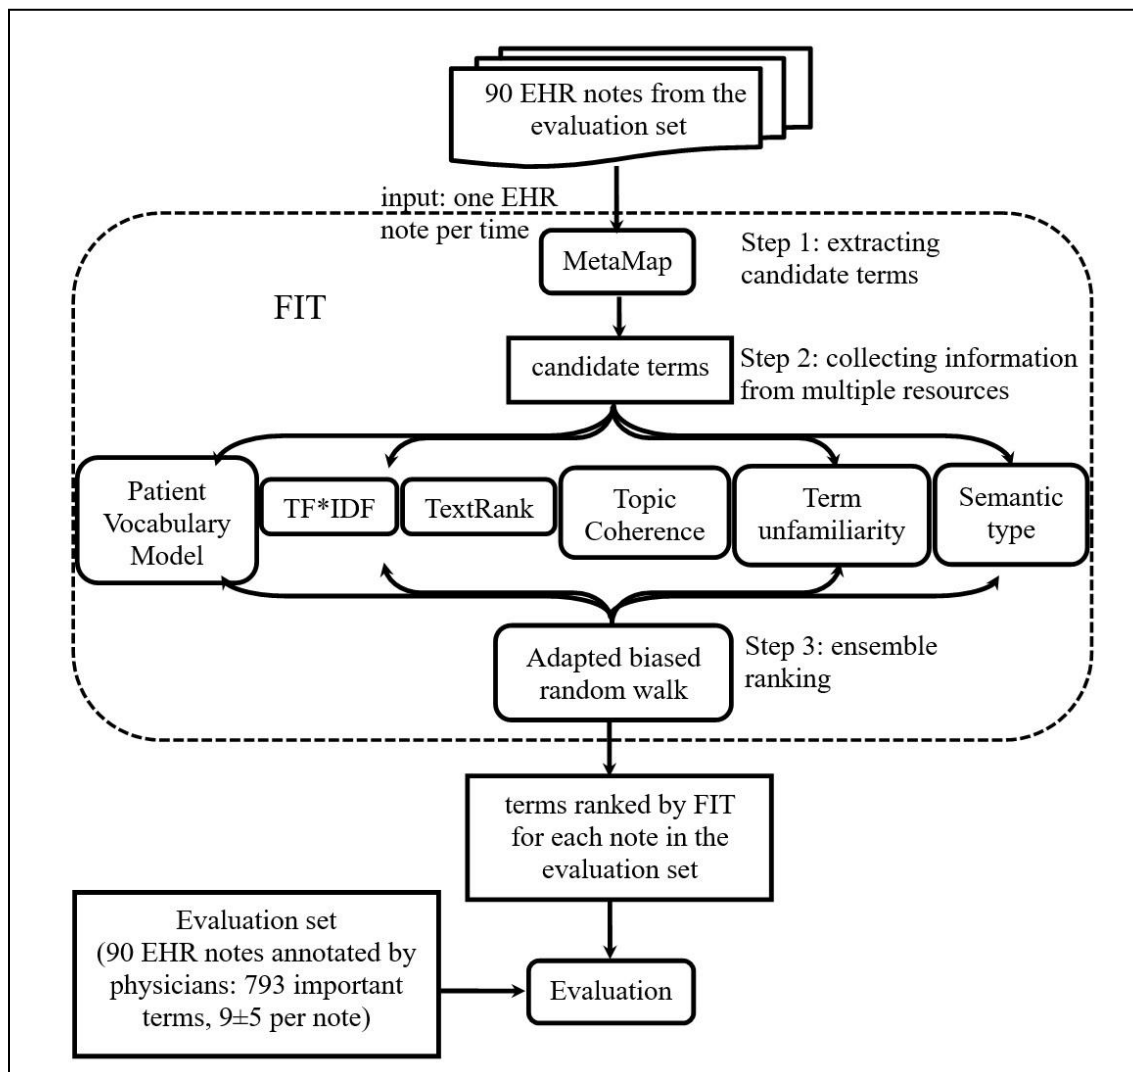 90 EHR notes from the
evaluation set
input: one EHR
note per time
MetaMap
Step 1: extracting
candidate terms
FIT
candidate terms
Step 2: collecting information
from multiple resources
Patient
Vocabulary
Model
TF*IDF
TextRank
Topic
Coherence
Term
unfamiliarity
Semantic
type
Adapted biased
random walk
Step 3: ensemble
ranking
terms ranked by FIT
for each note in the
evaluation set
Evaluation set
(90 EHR notes annotated by
physicians: 793 important
terms, 9±5 per note)
Evaluation